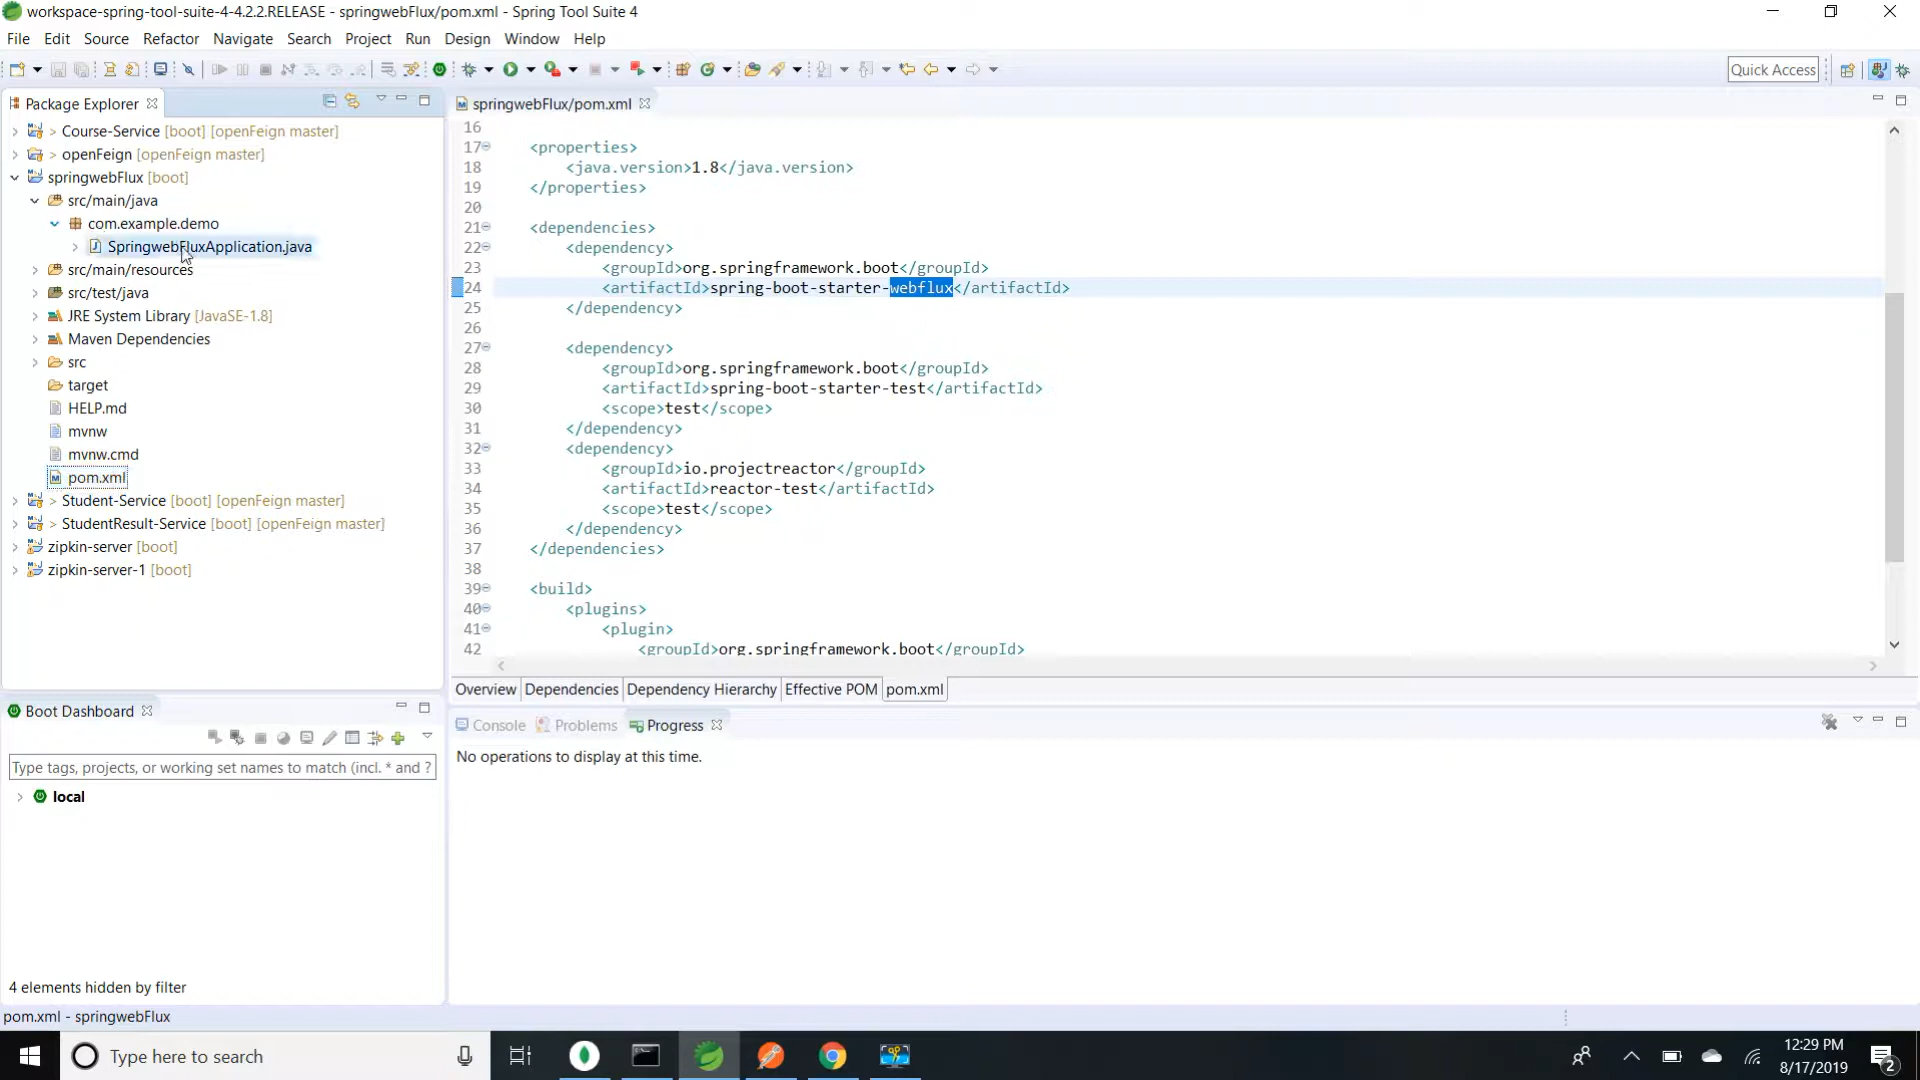 workspace-spring-tool-suite-4-4.2.2.RELEASE - springwebFlux/pom.xml - Spring Tool Suite 4
File Edit Source Refactor Navigate Search Project Run Design Window Help
Quick Access
Package Explorer
> Course-Service [boot] [openFeign master]
> openFeign [openFeign master]
springwebFlux [boot]
src/main/java
com.example.demo
SpringwebFluxApplication.java
src/main/resources
src/test/java
JRE System Library [JavaSE-1.8]
Maven Dependencies
src
target
HELP.md
mvnw
mvnw.cmd
pom.xml
> Student-Service [boot] [openFeign master]
> StudentResult-Service [boot] [openFeign master]
zipkin-server [boot]
zipkin-server-1 [boot]
springwebFlux/pom.xml
16
17 <properties>
18 <java.version>1.8</java.version>
19 </properties>
20
21 <dependencies>
22 <dependency>
23 <groupId>org.springframework.boot</groupId>
24 <artifactId>spring-boot-starter-webflux</artifactId>
25 </dependency>
26
27 <dependency>
28 <groupId>org.springframework.boot</groupId>
29 <artifactId>spring-boot-starter-test</artifactId>
30 <scope>test</scope>
31 </dependency>
32 <dependency>
33 <groupId>io.projectreactor</groupId>
34 <artifactId>reactor-test</artifactId>
35 <scope>test</scope>
36 </dependency>
37 </dependencies>
38
39 <build>
40 <plugins>
41 <plugin>
42 <groupId>org.springframework.boot</groupId>
Overview Dependencies Dependency Hierarchy Effective POM pom.xml
Boot Dashboard
Type tags, projects, or working set names to match (incl. * and ?
local
4 elements hidden by filter
Console Problems Progress
No operations to display at this time.
pom.xml - springwebFlux
Type here to search
12:29 PM
8/17/2019
2